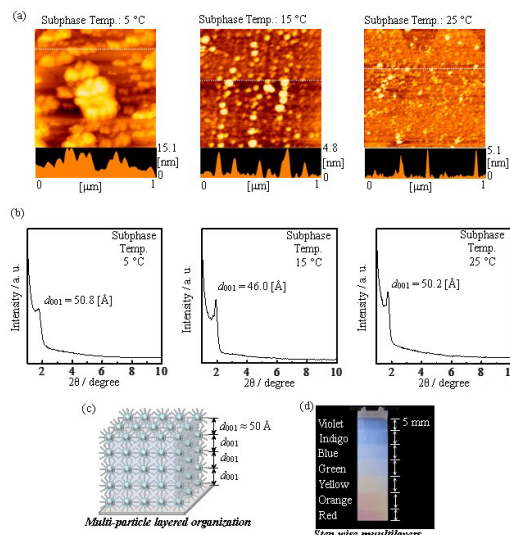 (a)
Subphase Temp.: 5 °C
Subphase Temp.: 15 °C
Subphase Temp.: 25 °C
15.1
[nm]
0
0 [μm] 1
4.8
[nm]
0
0 [μm] 1
5.1
[nm]
0
0 [μm] 1
(b)
Intensity / a. u.
Subphase
Temp.
5 °C
d001 = 50.8 [Å]
2 4 6 8 10
2θ / degree
Intensity / a. u.
Subphase
Temp.
15 °C
d001 = 46.0 [Å]
2 4 6 8 10
2θ / degree
Intensity / a. u.
Subphase
Temp.
25 °C
d001 = 50.2 [Å]
2 4 6 8
2θ / degree
(c)
d001 ≈ 50 Å
d001
d001
d001
Multi-particle layered organization
(d)
5 mm
Violet
Indigo
Blue
Green
Yellow
Orange
Red